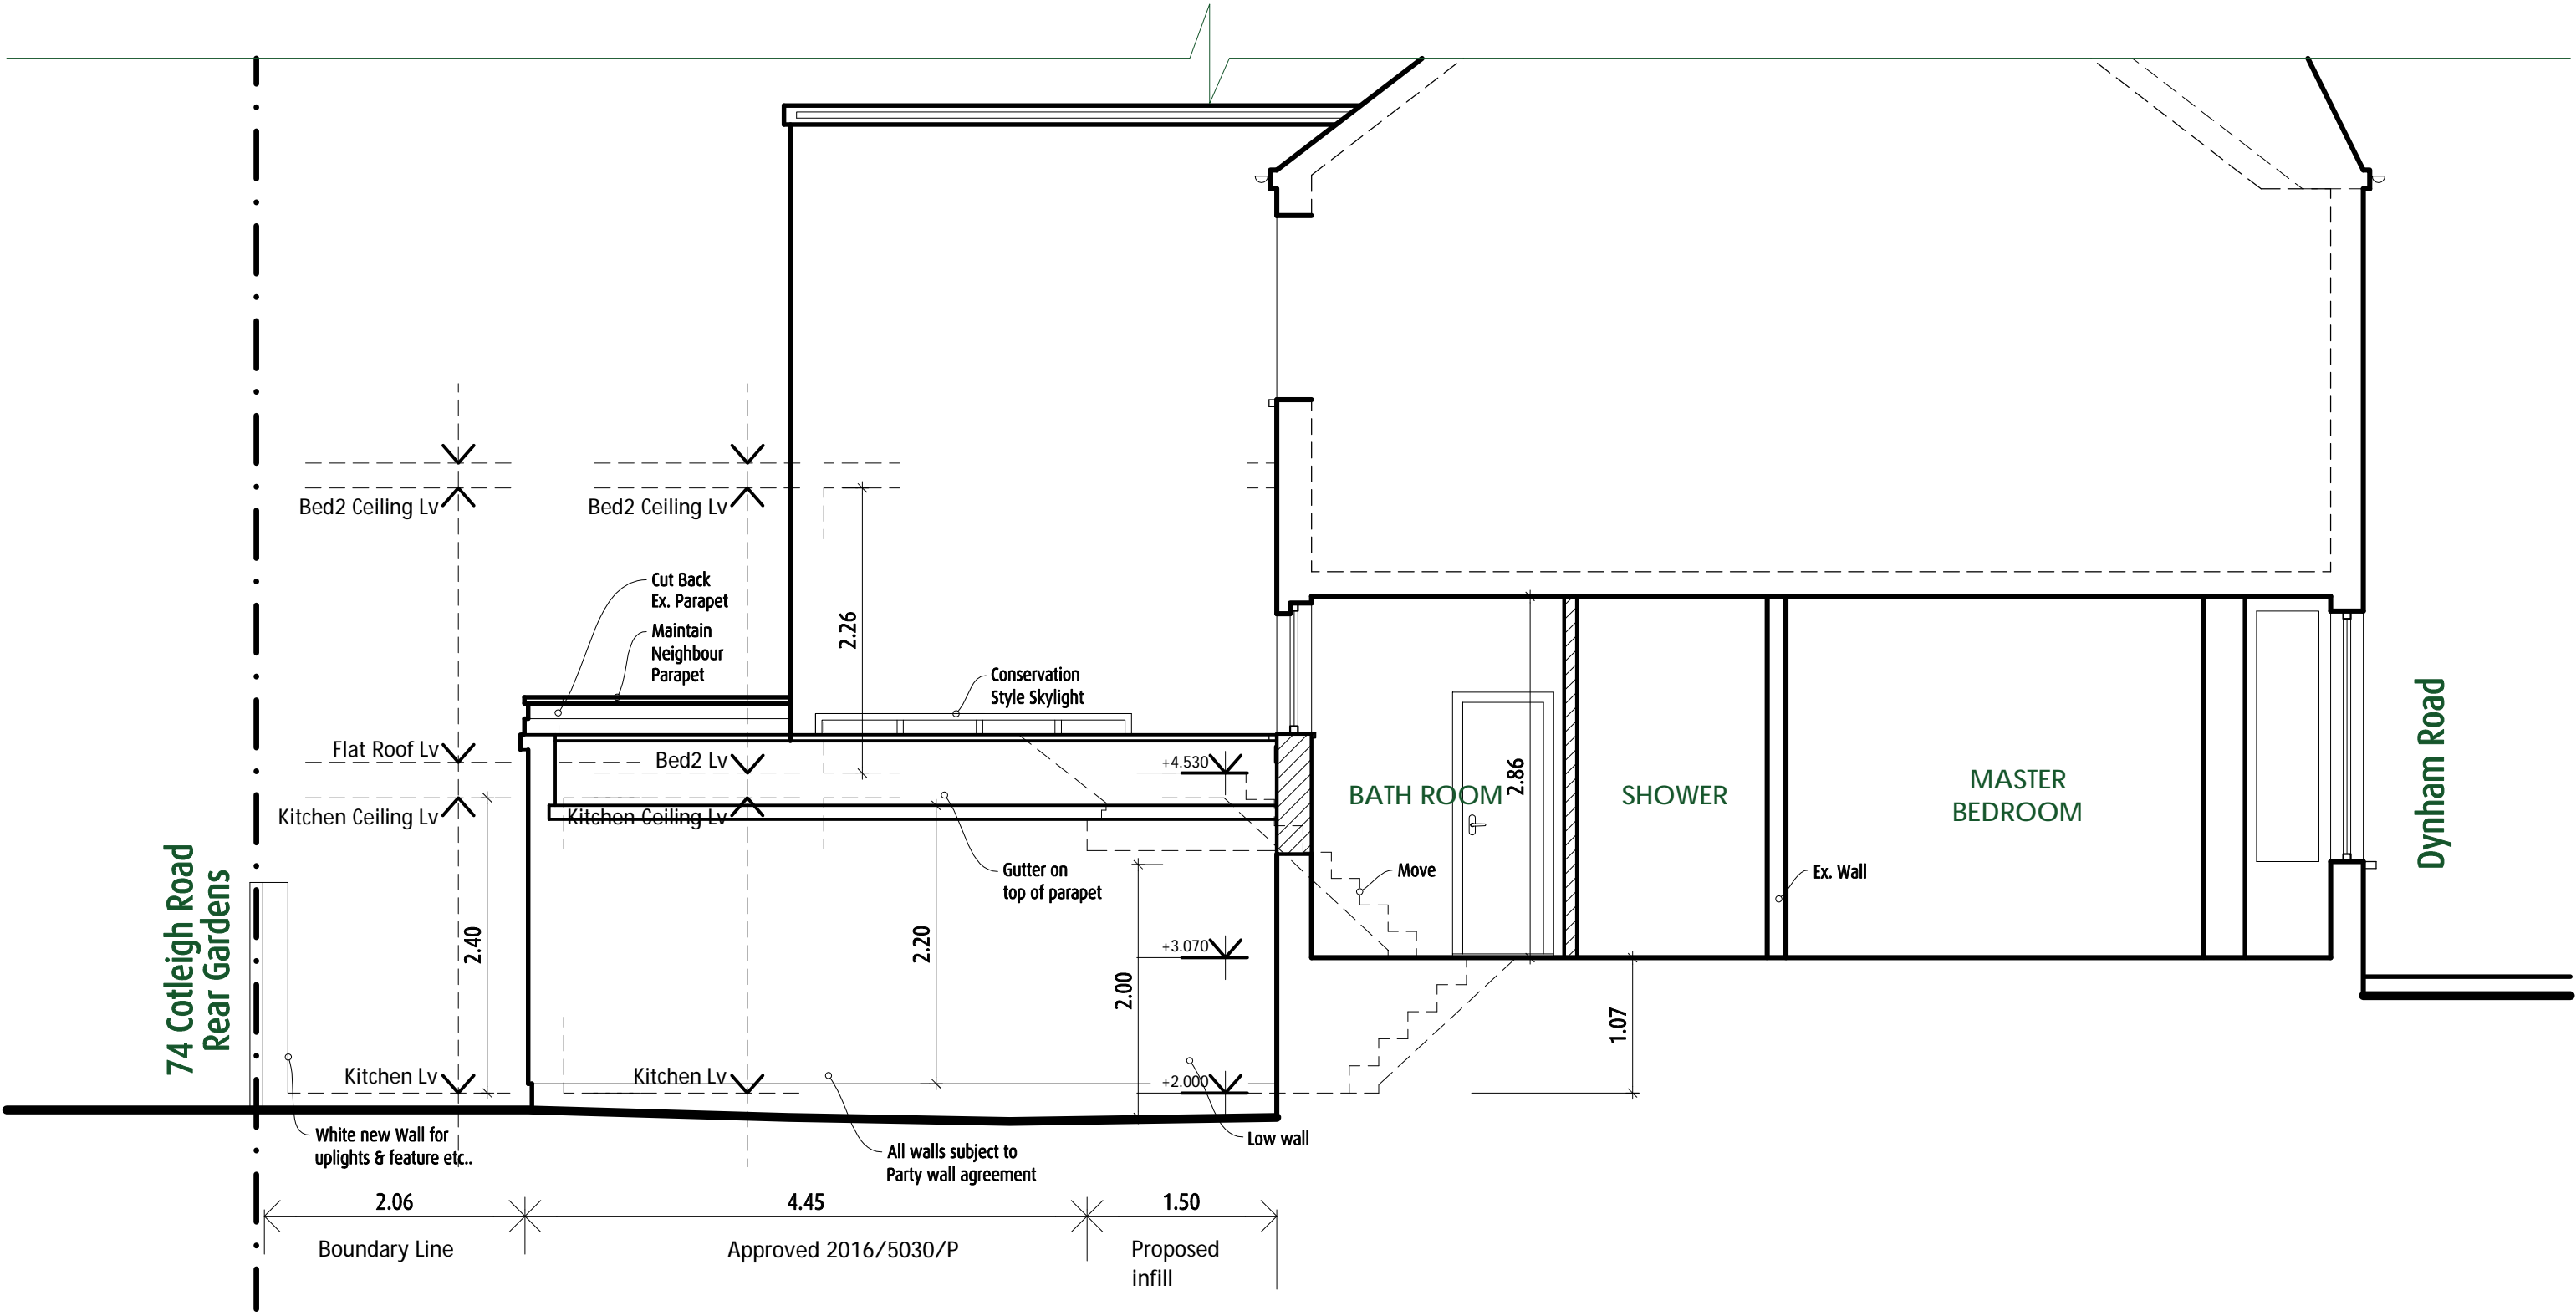 Bed2 Ceiling Lv
Bed2 Ceiling Lv
Cut Back
Ex. Parapet
Maintain
Neighbour
Parapet
2.26
Conservation
Style Skylight
Flat Roof Lv
Bed2 Lv
+4.530
Kitchen Ceiling Lv
Kitchen Ceiling Lv
BATH ROOM
2.86
SHOWER
MASTER
BEDROOM
Dynham Road
Gutter on
top of parapet
Move
Ex. Wall
74 Cotleigh Road
Rear Gardens
2.40
2.20
2.00
+3.070
1.07
Kitchen Lv
Kitchen Lv
+2.000
White new Wall for
uplights & feature etc..
All walls subject to
Party wall agreement
Low wall
2.06
4.45
1.50
Boundary Line
Approved 2016/5030/P
Proposed
infill